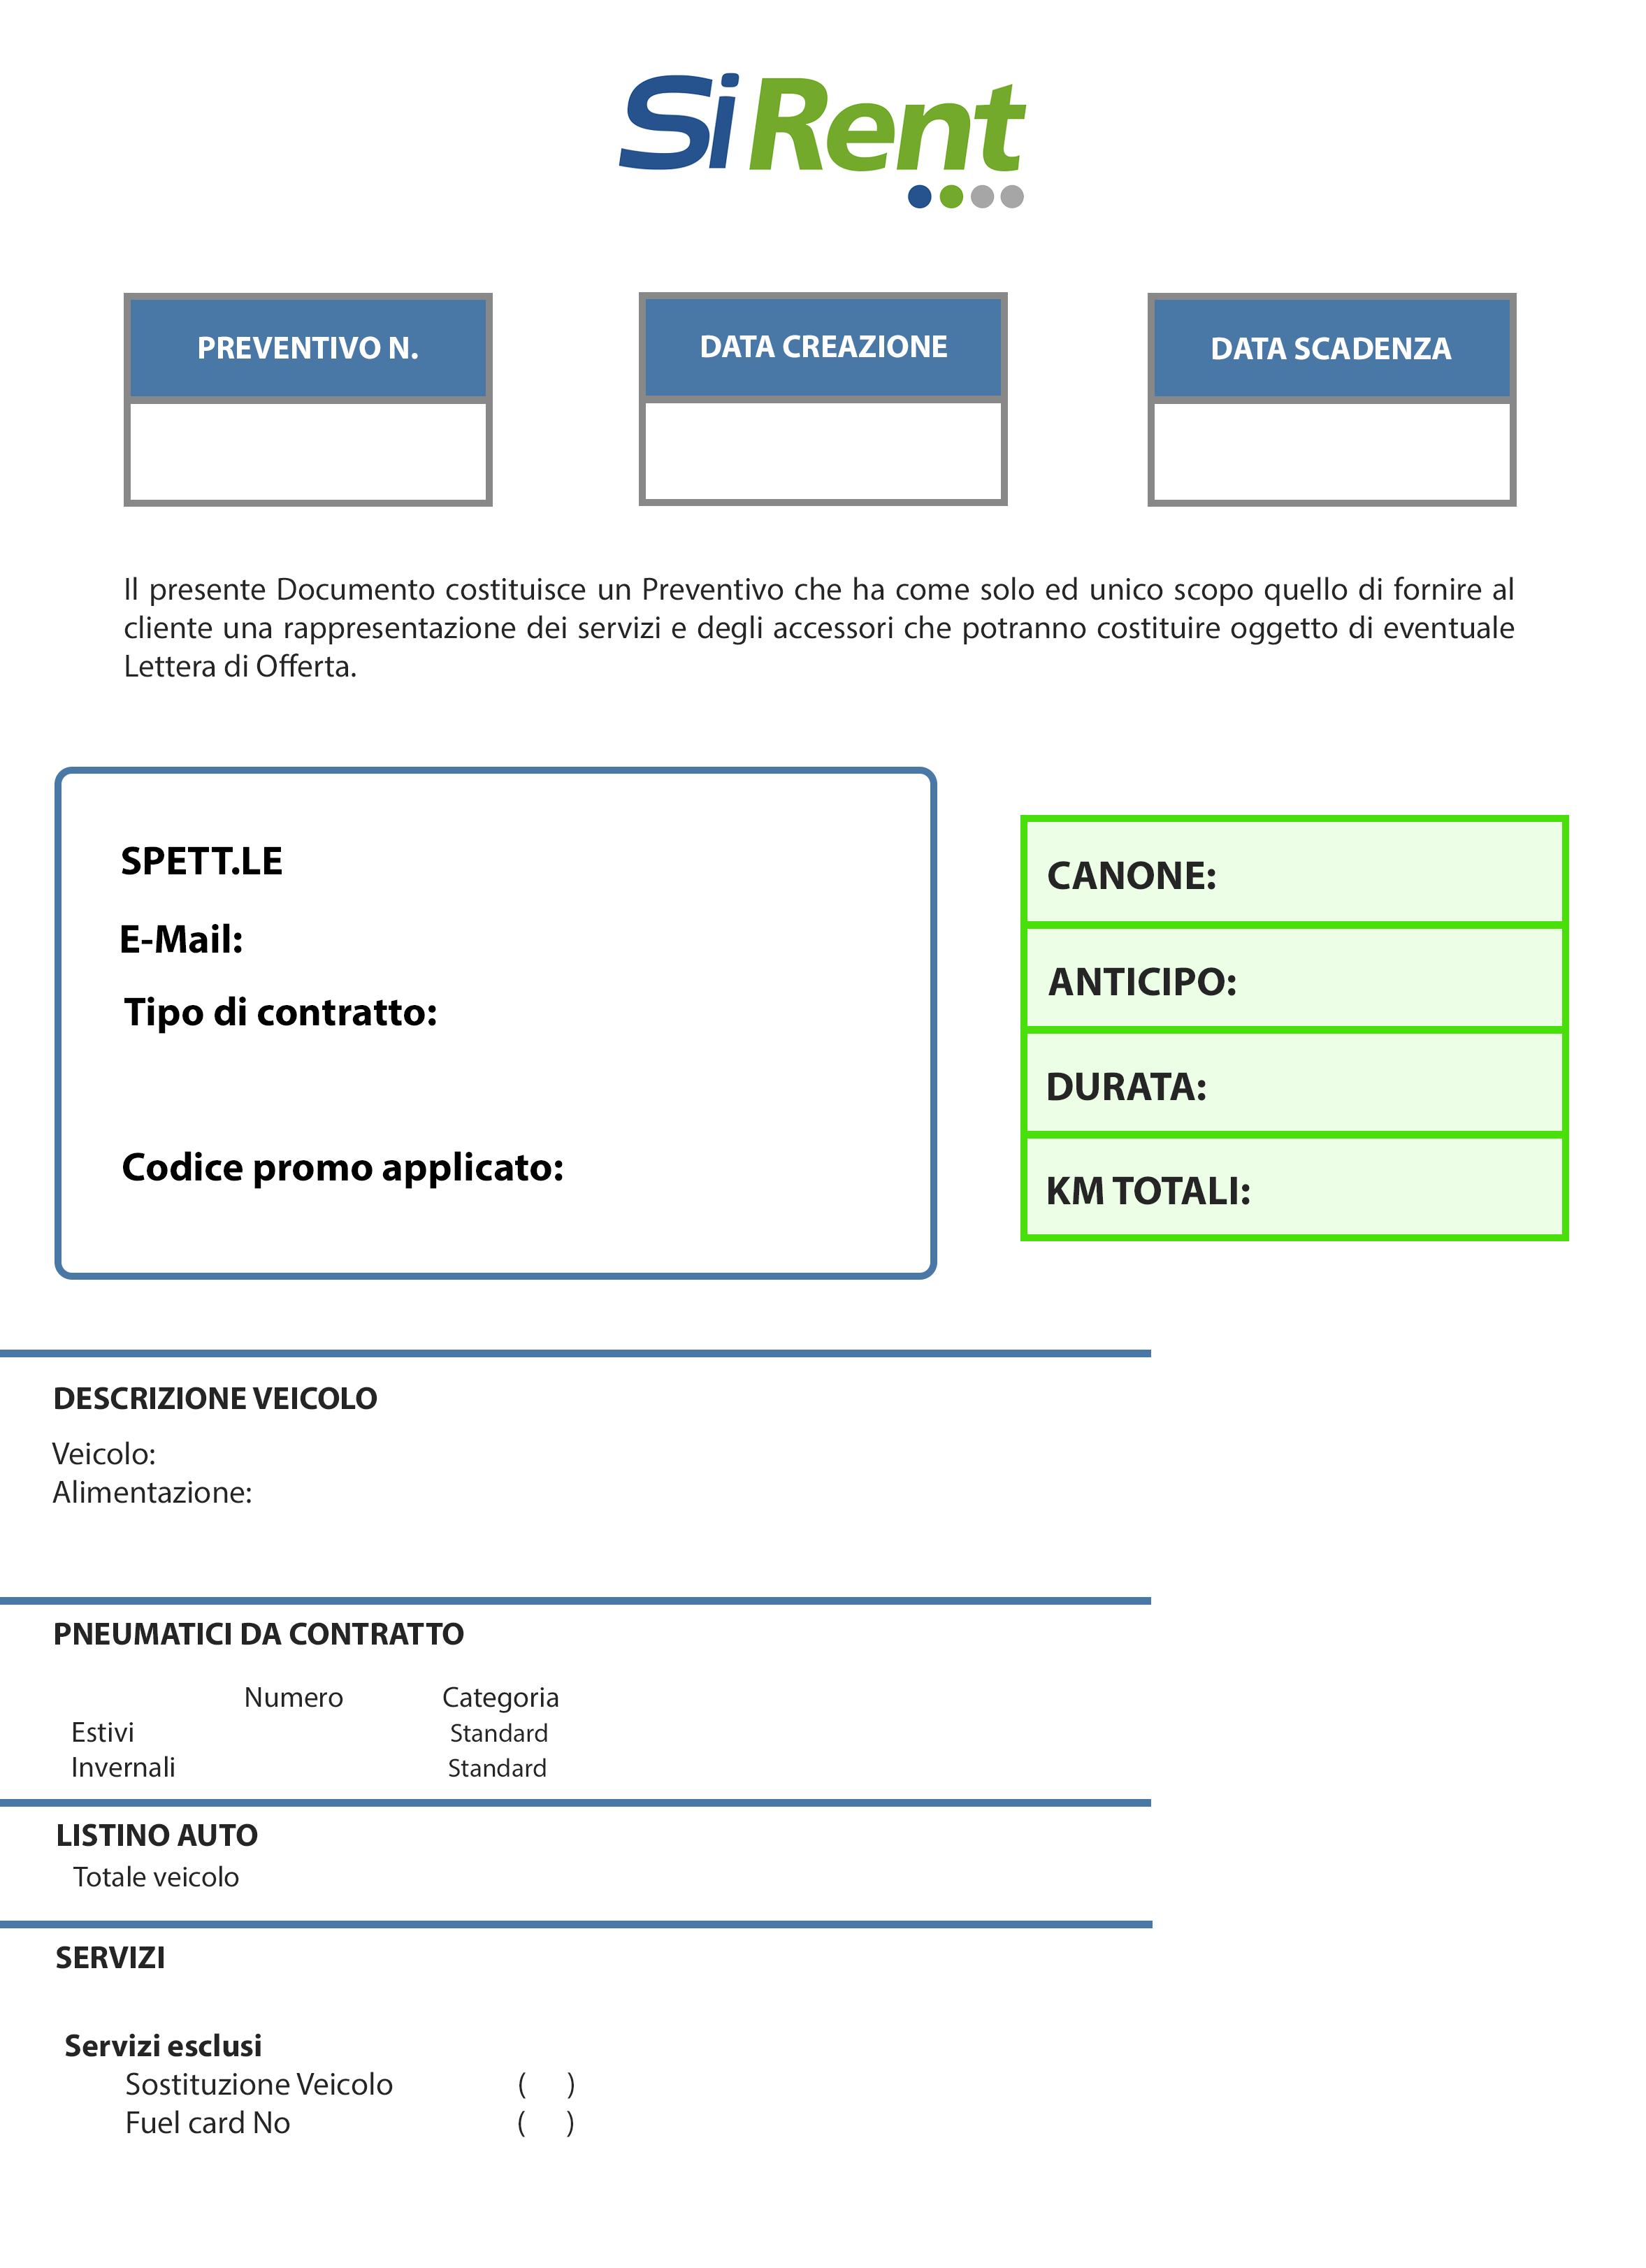 Si Rent
PREVENTIVO N.
DATA CREAZIONE
DATA SCADENZA
Il presente Documento costituisce un Preventivo che ha come solo ed unico scopo quello di fornire al
cliente una rappresentazione dei servizi e degli accessori che potranno costituire oggetto di eventuale
Lettera di Offerta.
SPETT.LE
E-Mail:
Tipo di contratto:
Codice promo applicato:
CANONE:
ANTICIPO:
DURATA:
KM TOTALI:
DESCRIZIONE VEICOLO
Veicolo:
Alimentazione:
PNEUMATICI DA CONTRATTO
Numero Categoria
Estivi Standard
Invernali Standard
LISTINO AUTO
Totale veicolo
SERVIZI
Servizi esclusi
Sostituzione Veicolo ( )
Fuel card No ( )